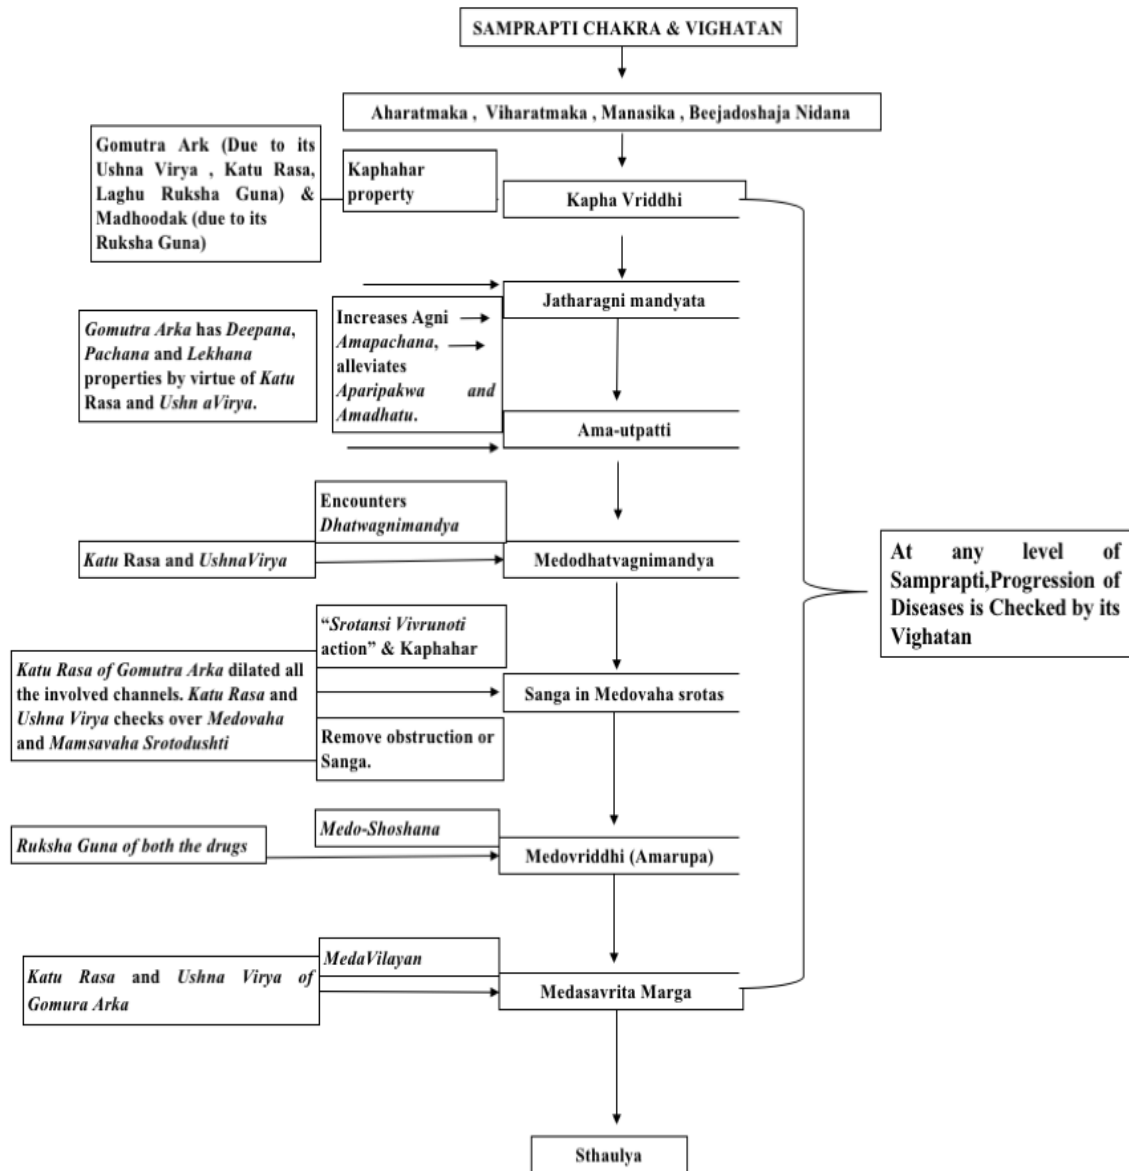 SAMPRAPTI CHAKRA & VIGHATAN
Aharatmaka , Viharatmaka , Manasika , Beejadoshaja Nidana
Gomutra Ark (Due to its
Ushna Virya , Katu Rasa,
Laghu Ruksha Guna) &
Madhoodak (due to its
Ruksha Guna)
Kaphahar
property
Kapha Vriddhi
Jatharagni mandyata
Gomutra Arka has Deepana,
Pachana and Lekhana
properties by virtue of Katu
Rasa and Ushn aVirya.
Increases Agni
Amapachana,
alleviates
Aparipakwa and
Amadhatu.
Ama-utpatti
Encounters
Dhatwagnimandya
Katu Rasa and UshnaVirya
Medodhatvagnimandya
At any level of
Samprapti,Progression of
Diseases is Checked by its
Vighatan
“Srotansi Vivrunoti
action” & Kaphahar
Katu Rasa of Gomutra Arka dilated all
the involved channels. Katu Rasa and
Ushna Virya checks over Medovaha
and Mamsavaha Srotodushti
Sanga in Medovaha srotas
Remove obstruction or
Sanga.
Medo-Shoshana
Ruksha Guna of both the drugs
Medovriddhi (Amarupa)
MedaVilayan
Katu Rasa and Ushna Virya of
Gomura Arka
Medasavrita Marga
Sthaulya